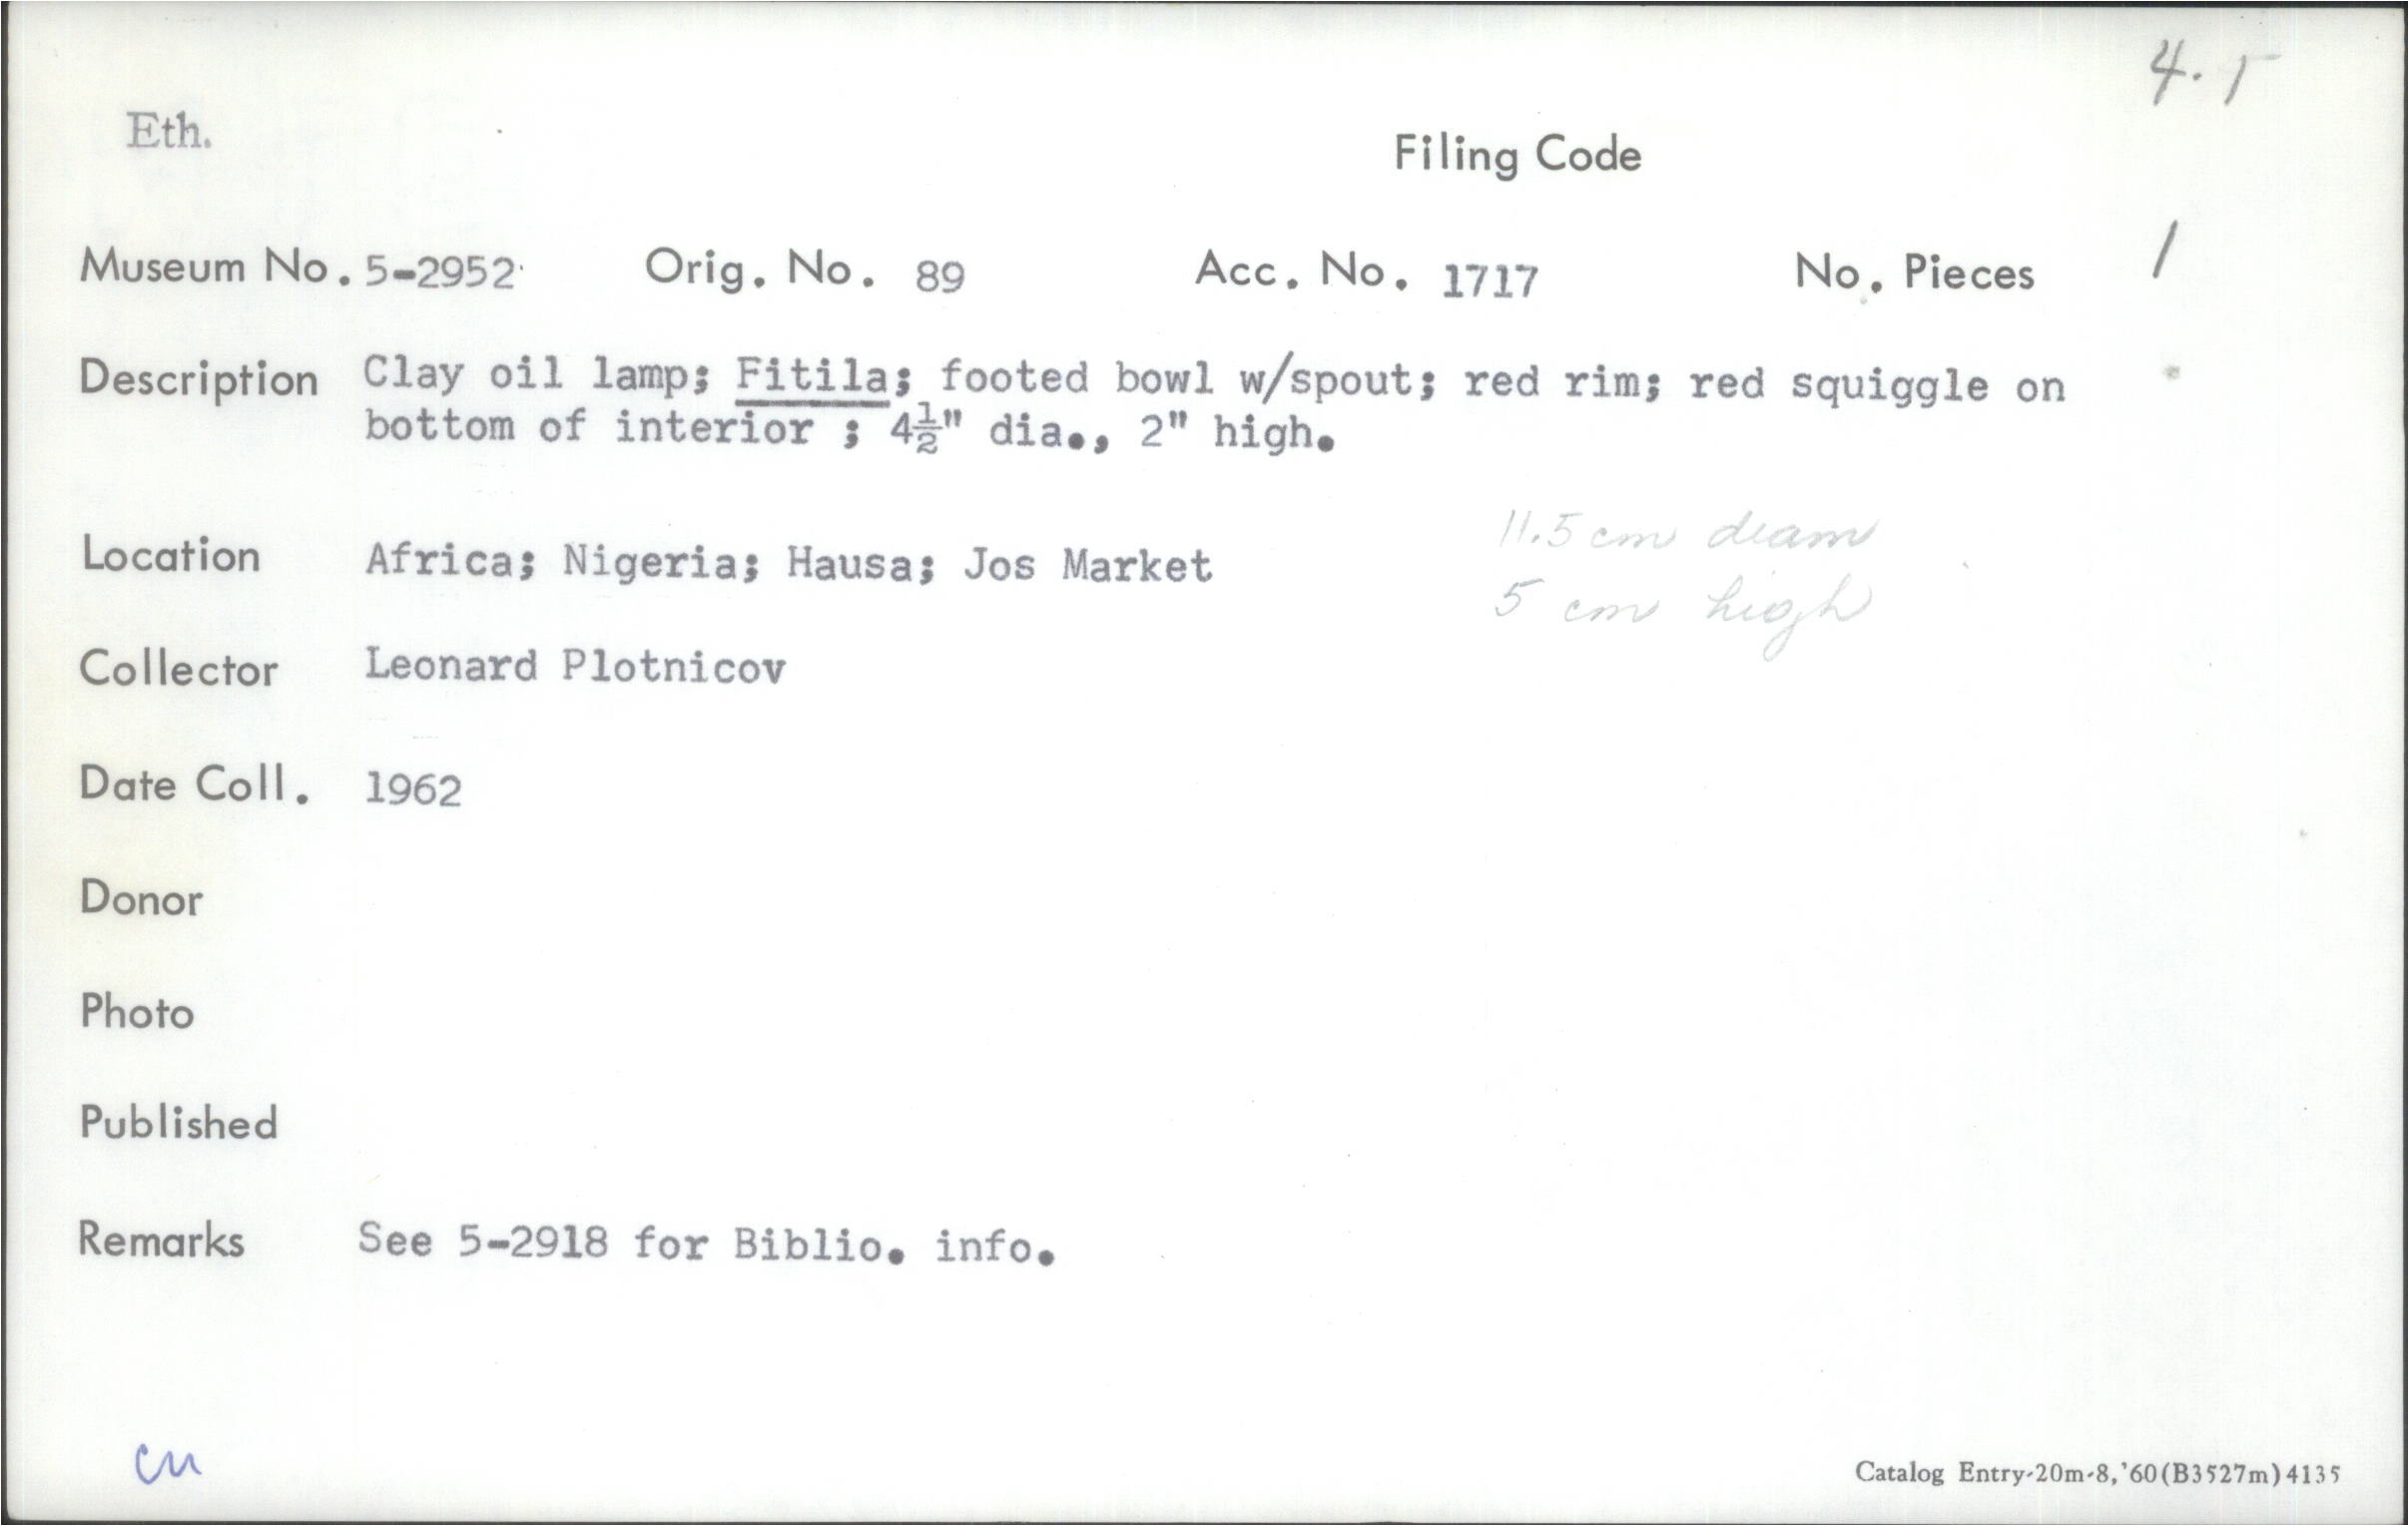 4.5
Eth.
Filing Code
Museum No. 5-2952 Orig. No. 89 Acc. No. 1717 No. Pieces 1
Description Clay oil lamp; Fitila; footed bowl w/spout; red rim; red squiggle on
bottom of interior ; 4½" dia., 2" high.
11.5 cm diam
Location Africa; Nigeria; Hausa; Jos Market
5 cm high
Collector Leonard Plotnicov
Date Coll. 1962
Donor
Photo
Published
Remarks See 5-2918 for Biblio. info.
cu
Catalog Entry-20m-8,'60(B3527m)4135